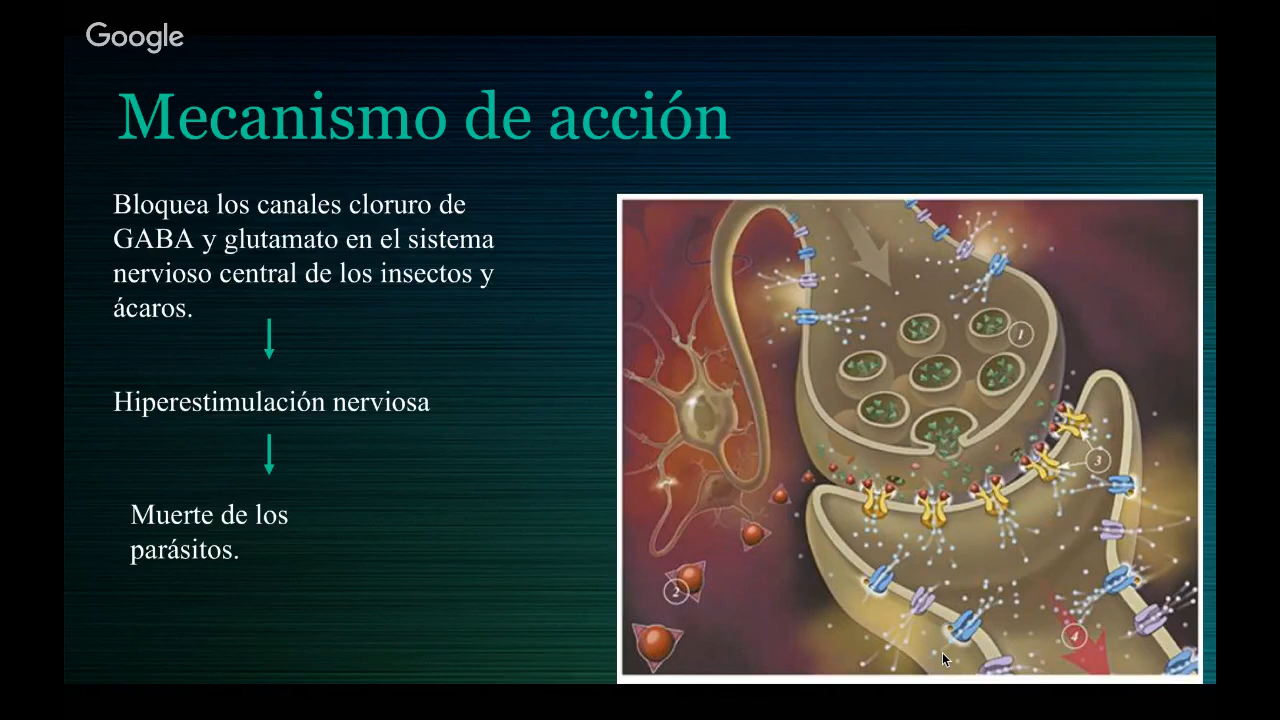 Google
Mecanismo de acción
Bloquea los canales cloruro de
GABA y glutamato en el sistema
nervioso central de los insectos y
ácaros.
Hiperestimulación nerviosa
Muerte de los
parásitos.
1
3
2
4